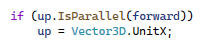 if (up.IsParallel(forward))
    up = Vector3D.UnitX;